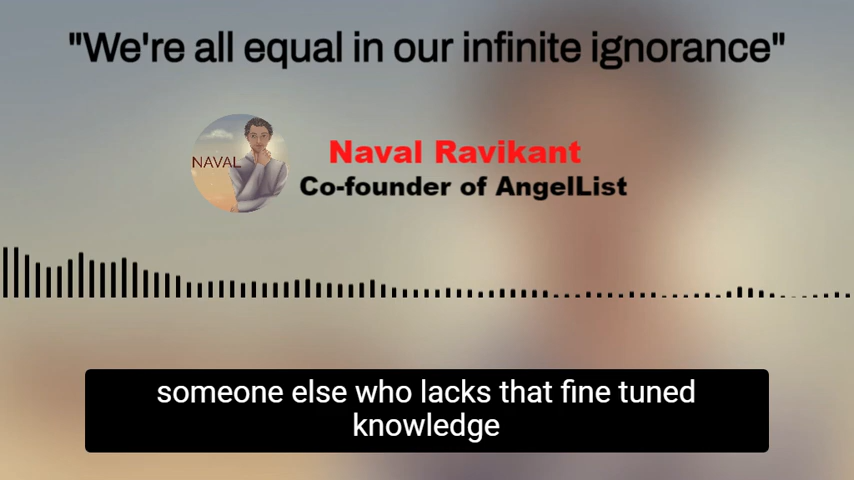 "We're all equal in our infinite ignorance"
NAVAL
Naval Ravikant
Co-founder of AngelList
someone else who lacks that fine tuned
knowledge